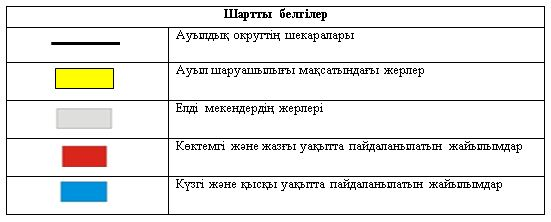 Шартты белгілер
Ауылдық округтің шекаралары
Ауыл шаруашылығы мақсатындағы жерлер
Елді мекендердің жерлері
Көктемгі және жазғы уақытта пайдаланылатын жайылымдар
Күзгі және қысқы уақытта пайдаланылатын жайылымдар